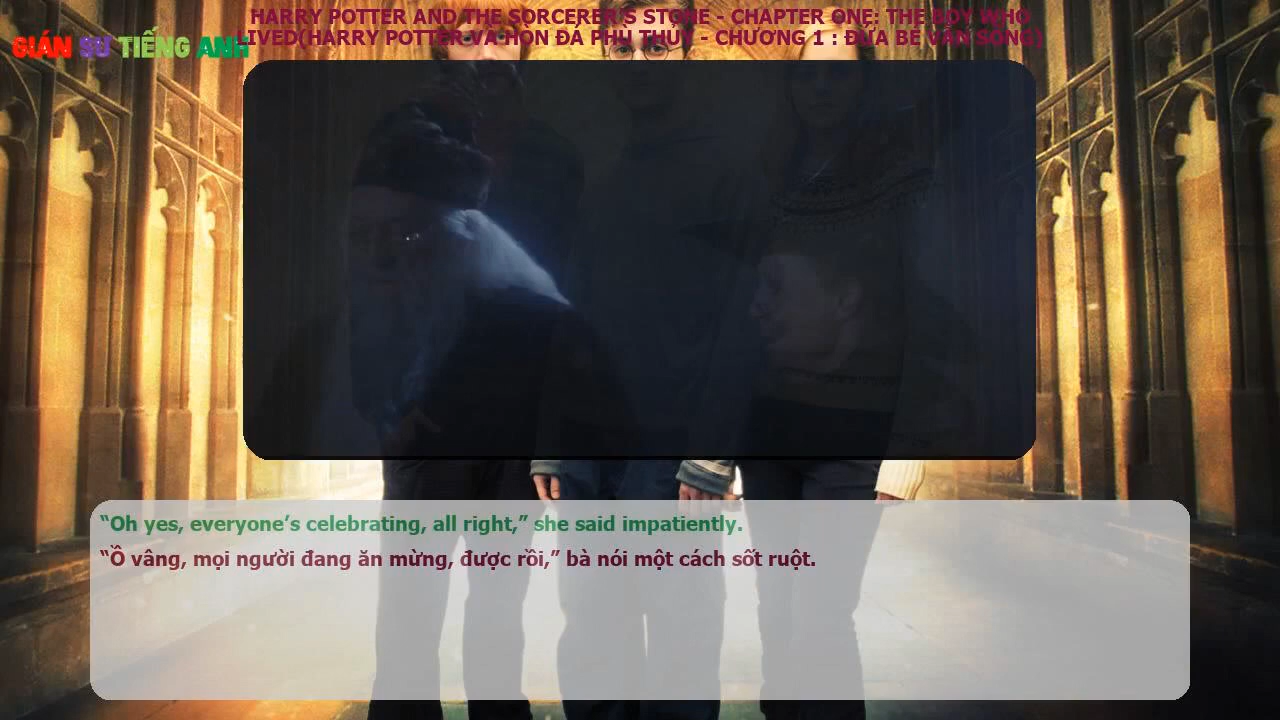 HARRY POTTER AND THE SORCERER'S STONE - CHAPTER ONE: THE BOY WHO
LIVED(HARRY POTTER VÀ HÒN ĐÁ PHÙ THỦY - CHƯƠNG 1 : ĐỨA BÉ VẪN SỐNG)
GIÁN SƯ TIẾNG ANH
“Oh yes, everyone’s celebrating, all right,” she said impatiently.
“Ồ vâng, mọi người đang ăn mừng, được rồi,” bà nói một cách sốt ruột.